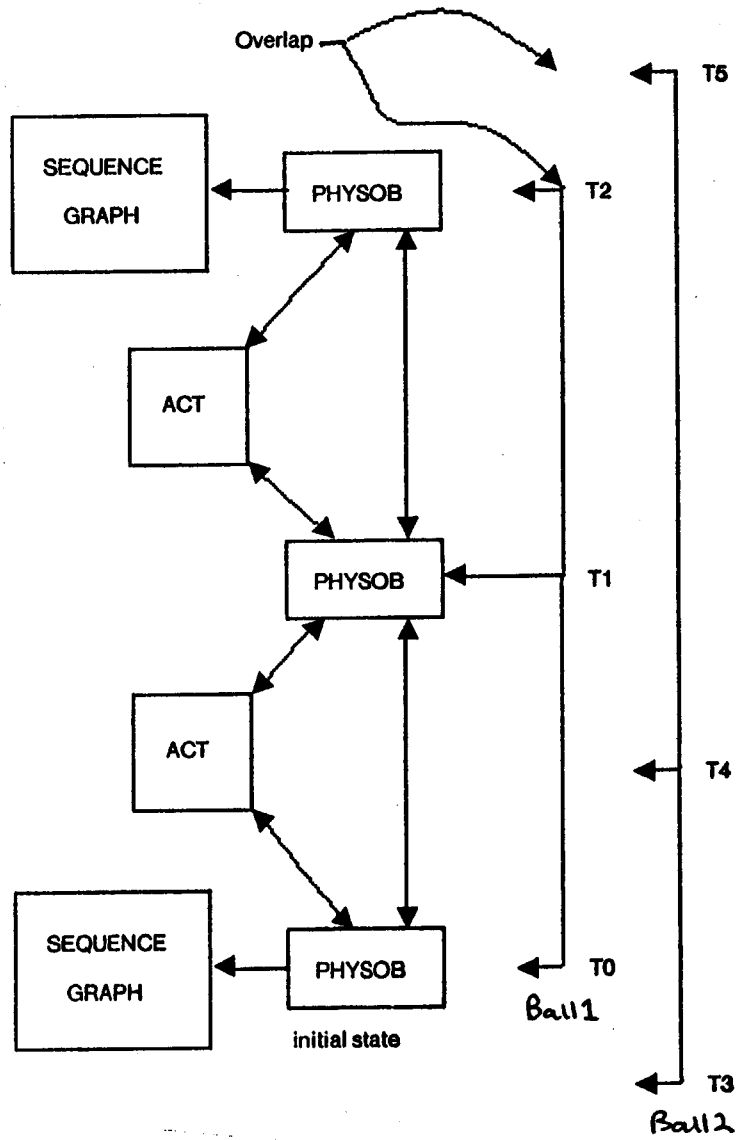 Overlap
T5
SEQUENCE
GRAPH
PHYSOB
T2
ACT
PHYSOB
T1
ACT
T4
SEQUENCE
GRAPH
PHYSOB
T0
Ball1
initial state
T3
Ball2